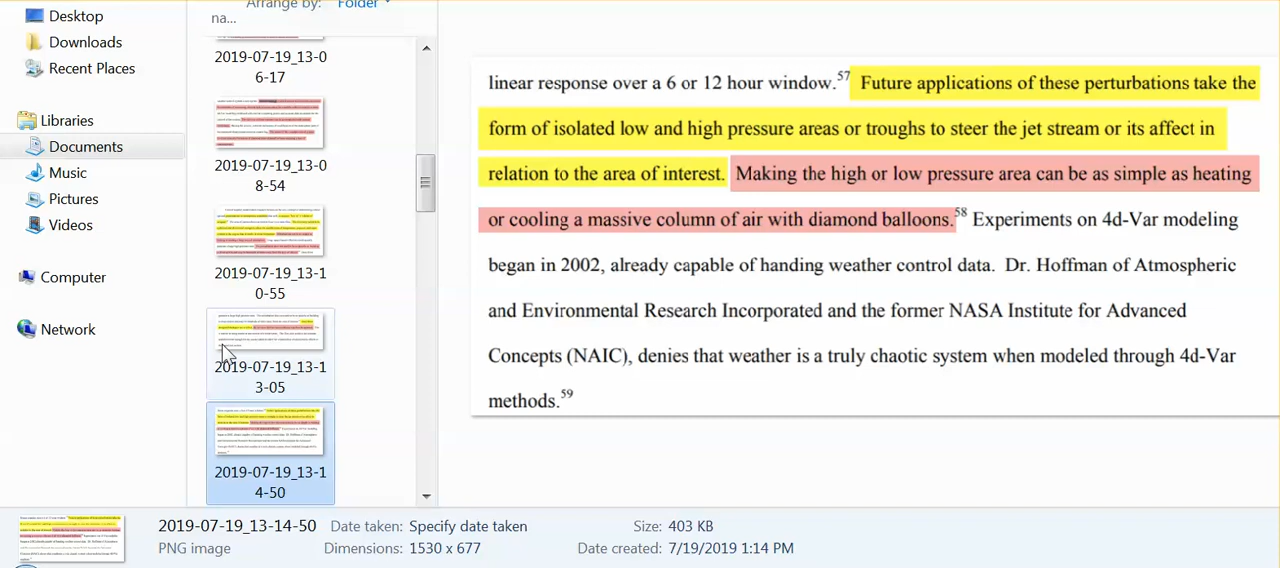 Desktop
Downloads
Recent Places
Libraries
Documents
Music
Pictures
Videos
Computer
Network
Arrange by: Folder
na...
2019-07-19_13-0
6-17
2019-07-19_13-0
8-54
2019-07-19_13-1
0-55
2019-07-19_13-1
3-05
2019-07-19_13-1
4-50
linear response over a 6 or 12 hour window.57 Future applications of these perturbations take the
form of isolated low and high pressure areas or troughs to steer the jet stream or its affect in
relation to the area of interest. Making the high or low pressure area can be as simple as heating
or cooling a massive column of air with diamond balloons.58 Experiments on 4d-Var modeling
began in 2002, already capable of handing weather control data. Dr. Hoffman of Atmospheric
and Environmental Research Incorporated and the former NASA Institute for Advanced
Concepts (NAIC), denies that weather is a truly chaotic system when modeled through 4d-Var
methods.59
2019-07-19_13-14-50 Date taken: Specify date taken Size: 403 KB
PNG image Dimensions: 1530 x 677 Date created: 7/19/2019 1:14 PM